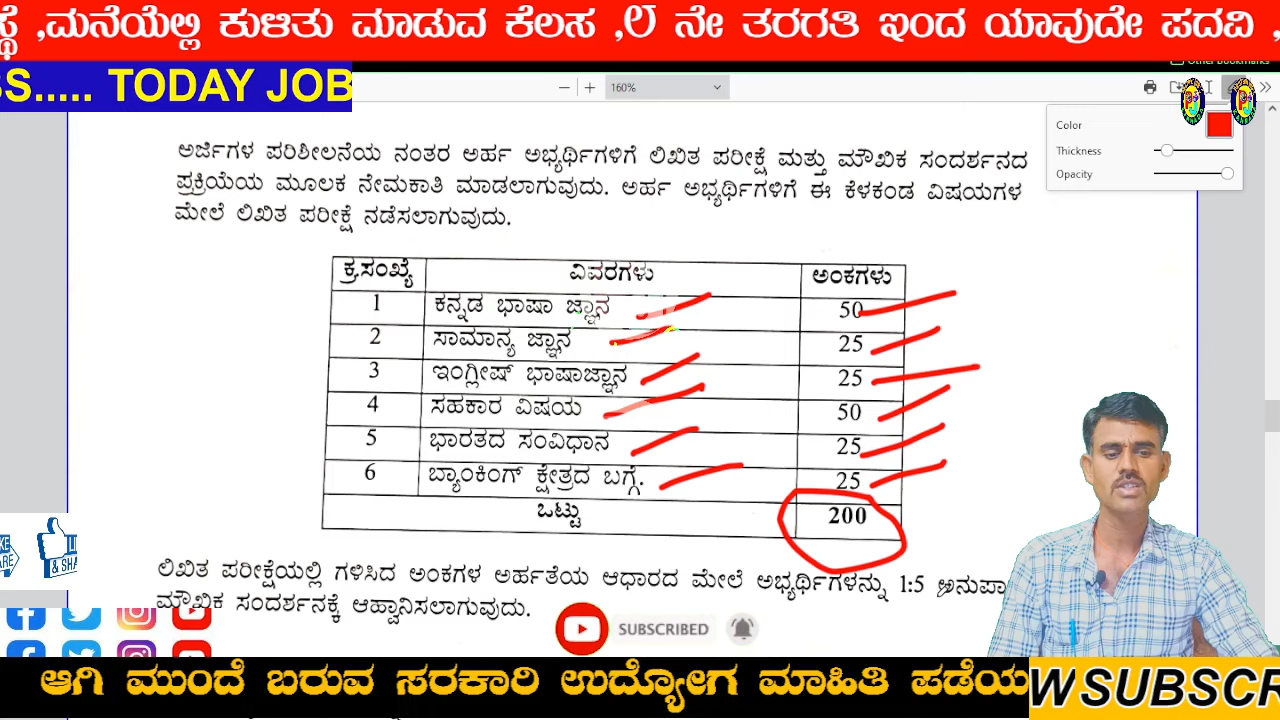 ಸ್ಥೆ ,ಮನೆಯಲ್ಲಿ ಕುಳಿತು ಮಾಡುವ ಕೆಲಸ ,೮ ನೇ ತರಗತಿ ಇಂದ ಯಾವುದೇ ಪದವಿ ,
Other Bookmarks
BS..... TODAY JOB
160%
Color
Thickness
Opacity
ಅರ್ಜಿಗಳ ಪರಿಶೀಲನೆಯ ನಂತರ ಅರ್ಹ ಅಭ್ಯರ್ಥಿಗಳಿಗೆ ಲಿಖಿತ ಪರೀಕ್ಷೆ ಮತ್ತು ಮೌಖಿಕ ಸಂದರ್ಶನದ
ಪ್ರಕ್ರಿಯೆಯ ಮೂಲಕ ನೇಮಕಾತಿ ಮಾಡಲಾಗುವುದು. ಅರ್ಹ ಅಭ್ಯರ್ಥಿಗಳಿಗೆ ಈ ಕೆಳಕಂಡ ವಿಷಯಗಳ
ಮೇಲೆ ಲಿಖಿತ ಪರೀಕ್ಷೆ ನಡೆಸಲಾಗುವುದು.
ಕ್ರ.ಸಂಖ್ಯೆ ವಿವರಗಳು ಅಂಕಗಳು
1 ಕನ್ನಡ ಭಾಷಾ ಜ್ಞಾನ 50
2 ಸಾಮಾನ್ಯ ಜ್ಞಾನ 25
3 ಇಂಗ್ಲೀಷ್ ಭಾಷಾಜ್ಞಾನ 25
4 ಸಹಕಾರ ವಿಷಯ 50
5 ಭಾರತದ ಸಂವಿಧಾನ 25
6 ಬ್ಯಾಂಕಿಂಗ್ ಕ್ಷೇತ್ರದ ಬಗ್ಗೆ. 25
ಒಟ್ಟು 200
ಲಿಖಿತ ಪರೀಕ್ಷೆಯಲ್ಲಿ ಗಳಿಸಿದ ಅಂಕಗಳ ಅರ್ಹತೆಯ ಆಧಾರದ ಮೇಲೆ ಅಭ್ಯರ್ಥಿಗಳನ್ನು 1:5 ಅನುಪಾ
ಮೌಖಿಕ ಸಂದರ್ಶನಕ್ಕೆ ಆಹ್ವಾನಿಸಲಾಗುವುದು.
SUBSCRIBED
ಆಗಿ ಮುಂದೆ ಬರುವ ಸರಕಾರಿ ಉದ್ಯೋಗ ಮಾಹಿತಿ ಪಡೆಯ
W SUBSCR